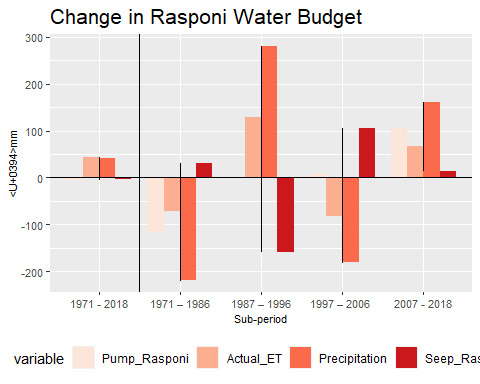 Change in Rasponi Water Budget
300
200
100
0
-100
-200
<U+0394>mm
1971 - 2018
1971 – 1986
1987 – 1996
1997 – 2006
2007 - 2018
Sub-period
variable
Pump_Rasponi
Actual_ET
Precipitation
Seep_Ras